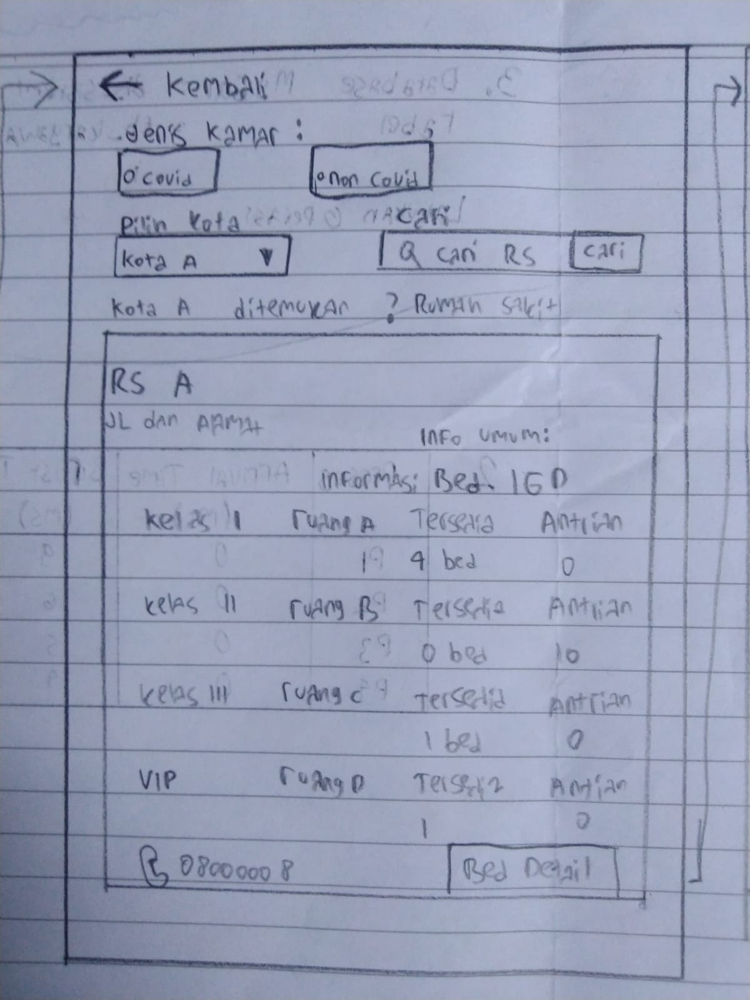 ← Kembali
Jenis Kamar :
o covid    o non covid
Pilih Kota    cari
Kota A ▼    Q cari RS    cari
Kota A ditemukan ? Rumah sakit
RS A
JL dan
Info umum:
informasi Bed. IGD
kelas I    ruang A    Tersedia    Antrian
4 bed    0
kelas II    ruang B    Tersedia    Antrian
0 bed    10
kelas III    ruang C    Tersedia    Antrian
1 bed    0
VIP    ruang D    Tersedia    Antrian
1    0
0800000 8    Bed Detail